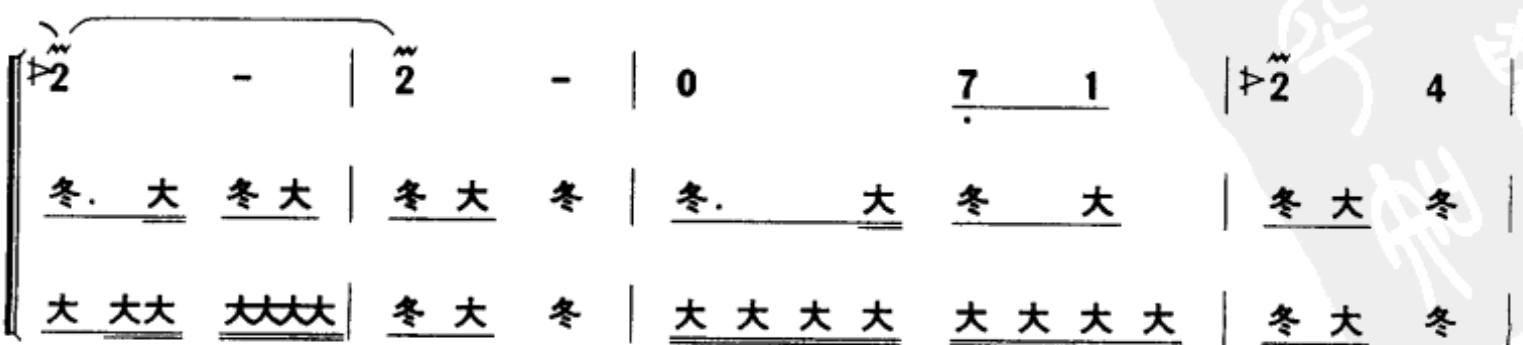 2 - | 2 - | 0 7 1 | 2 4 |
冬. 大 冬 大 | 冬 大 冬 | 冬. 大 冬 大 | 冬 大 冬 |
大 大大 大大大大 | 冬 大 冬 | 大 大 大 大 大 大 大 大 | 冬 大 冬 |